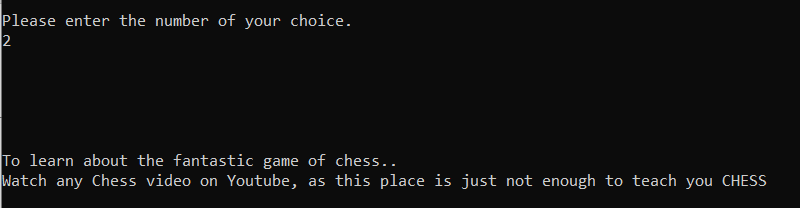 Please enter the number of your choice.
2
To learn about the fantastic game of chess..
Watch any Chess video on Youtube, as this place is just not enough to teach you CHESS